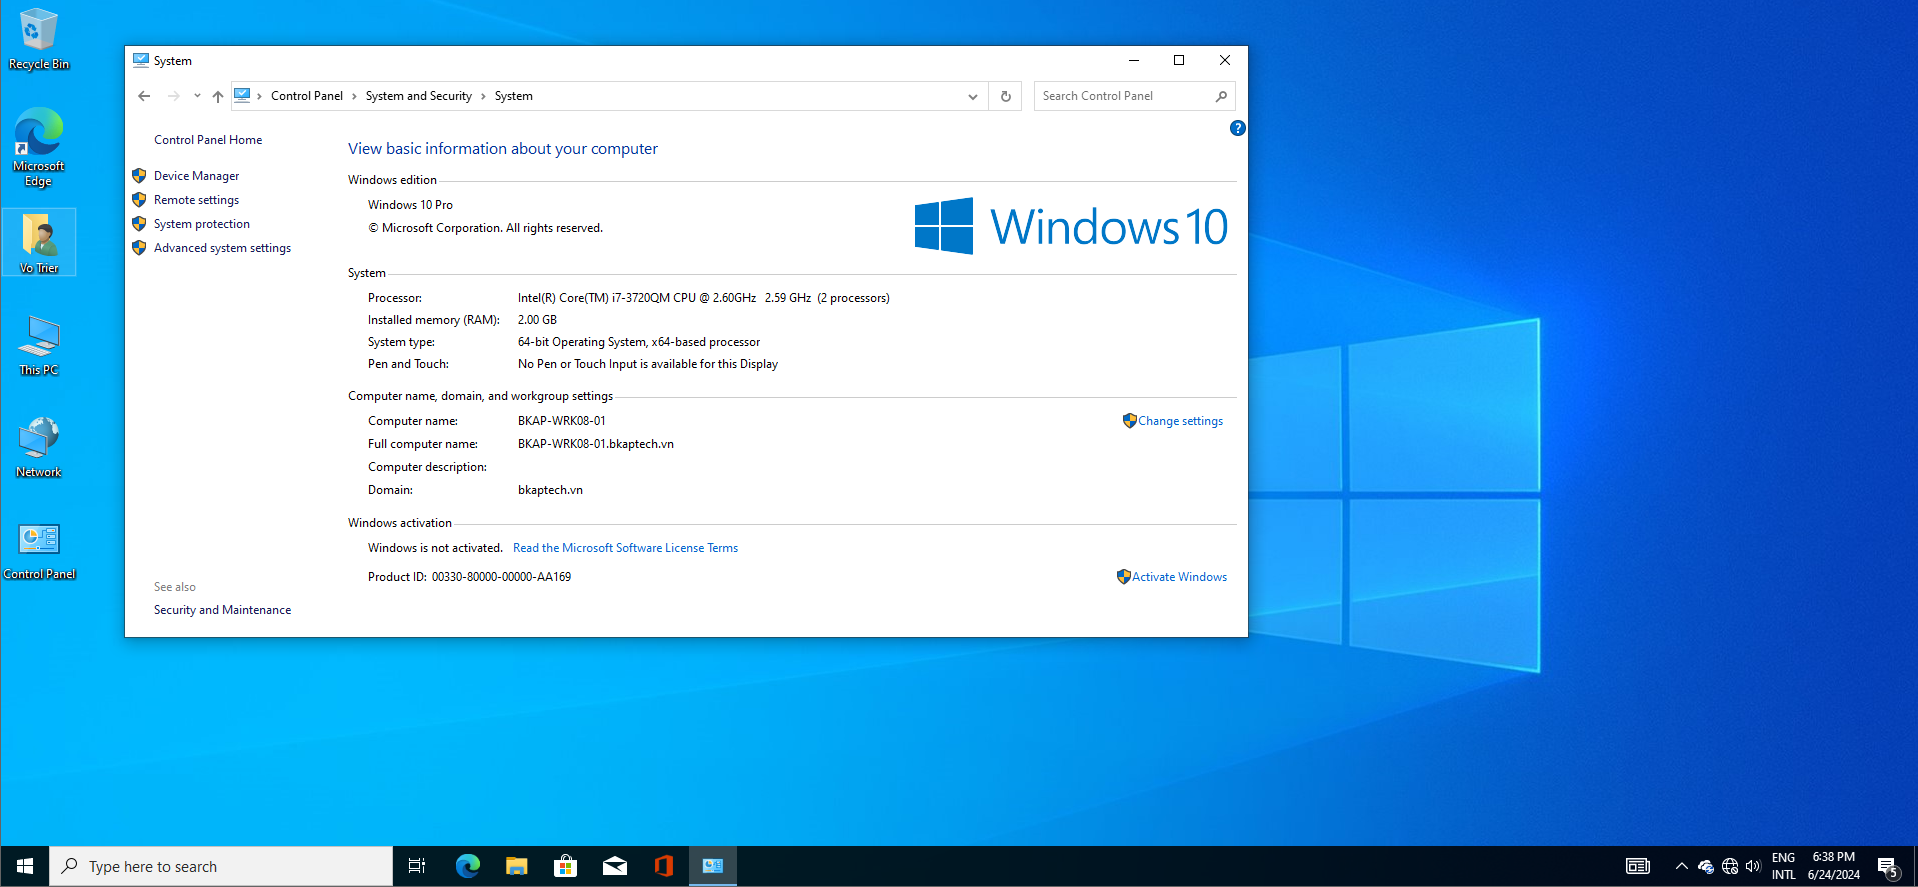 Recycle Bin
Microsoft
Edge
Vo Trier
This PC
Network
Control Panel
System
Control Panel › System and Security › System
Search Control Panel
?
Control Panel Home
Device Manager
Remote settings
System protection
Advanced system settings
See also
Security and Maintenance
View basic information about your computer
Windows edition
Windows 10 Pro
© Microsoft Corporation. All rights reserved.
Windows 10
System
Processor: Intel(R) Core(TM) i7-3720QM CPU @ 2.60GHz 2.59 GHz (2 processors)
Installed memory (RAM): 2.00 GB
System type: 64-bit Operating System, x64-based processor
Pen and Touch: No Pen or Touch Input is available for this Display
Computer name, domain, and workgroup settings
Computer name: BKAP-WRK08-01
Change settings
Full computer name: BKAP-WRK08-01.bkaptech.vn
Computer description:
Domain: bkaptech.vn
Windows activation
Windows is not activated. Read the Microsoft Software License Terms
Product ID: 00330-80000-00000-AA169
Activate Windows
Type here to search
ENG
INTL
6:38 PM
6/24/2024
5